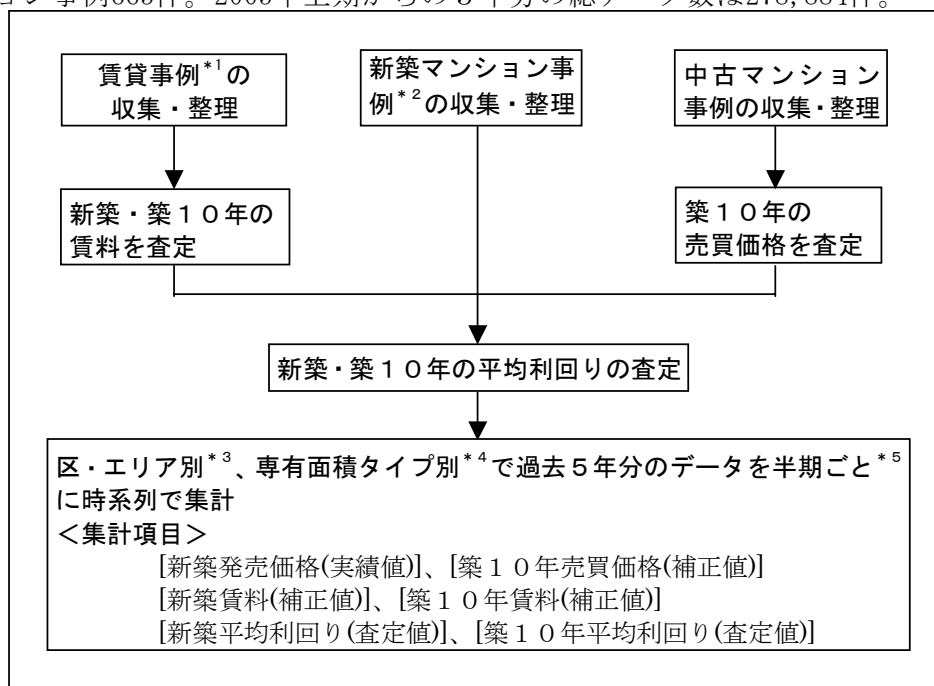 賃貸事例*1の
収集・整理
新築マンション事
例*2の収集・整理
中古マンション
事例の収集・整理
新築・築10年の
賃料を査定
築10年の
売買価格を査定
新築・築10年の平均利回りの査定
区・エリア別*3、専有面積タイプ別*4で過去5年分のデータを半期ごと*5
に時系列で集計
<集計項目>
[新築発売価格(実績値)]、[築10年売買価格(補正値)]
[新築賃料(補正値)]、[築10年賃料(補正値)]
[新築平均利回り(査定値)]、[築10年平均利回り(査定値)]